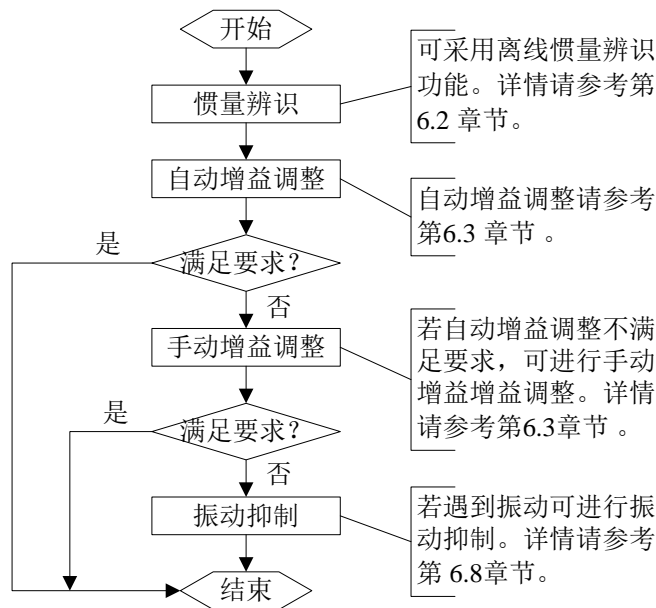 开始
可采用离线惯量辨识
功能。详情请参考第
6.2 章节。
惯量辨识
自动增益调整
自动增益调整请参考
第6.3 章节 。
是
满足要求?
否
手动增益调整
若自动增益调整不满
足要求，可进行手动
增益增益调整。详情
请参考第6.3章节 。
是
满足要求?
否
振动抑制
若遇到振动可进行振
动抑制。详情请参考
第 6.8章节。
结束